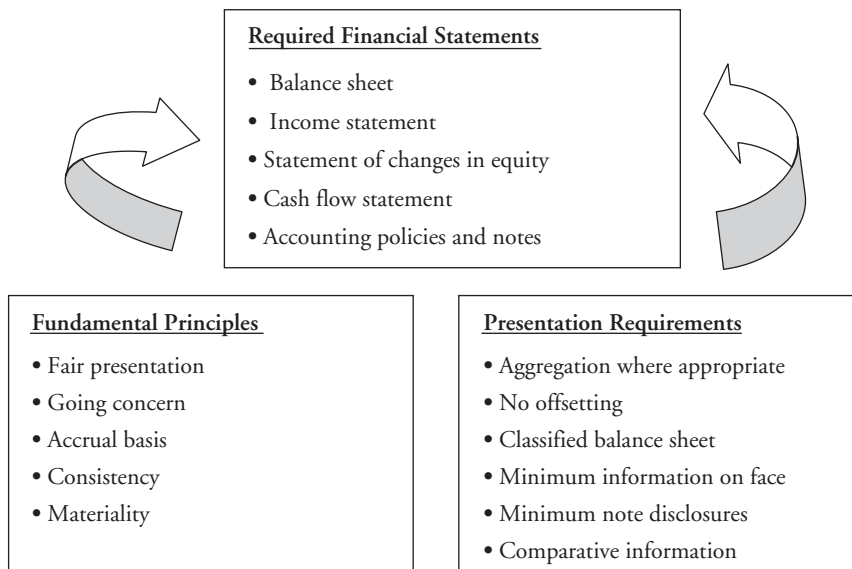 Required Financial Statements
• Balance sheet
• Income statement
• Statement of changes in equity
• Cash flow statement
• Accounting policies and notes
Fundamental Principles
• Fair presentation
• Going concern
• Accrual basis
• Consistency
• Materiality
Presentation Requirements
• Aggregation where appropriate
• No offsetting
• Classified balance sheet
• Minimum information on face
• Minimum note disclosures
• Comparative information